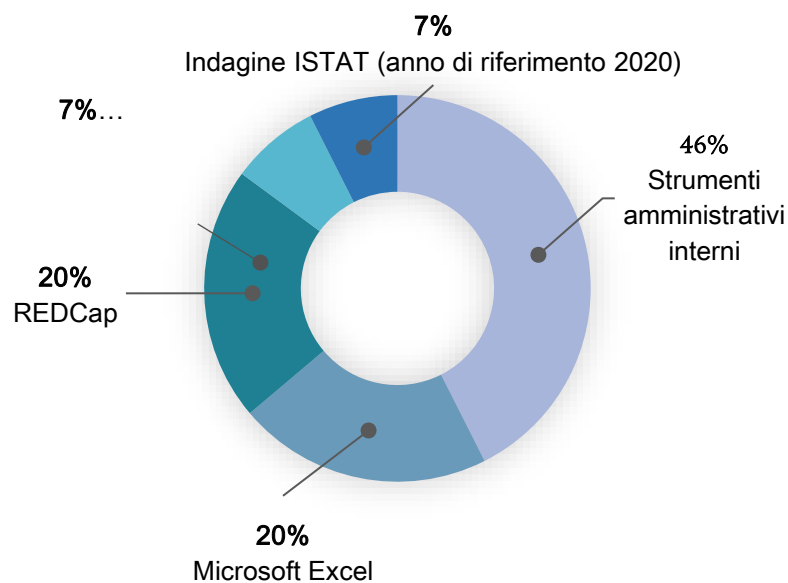 7%
Indagine ISTAT (anno di riferimento 2020)
7%…
46%
Strumenti
amministrativi
interni
20%
REDCap
20%
Microsoft Excel